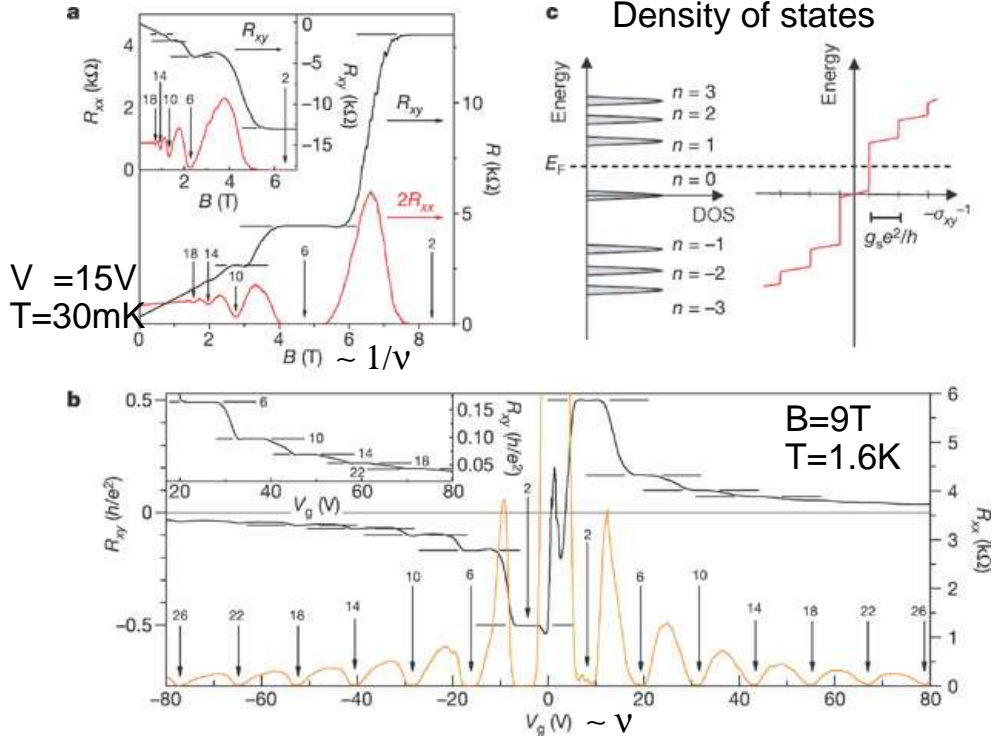 a
R_xy
4
2
0
R_xx (kΩ)
14
18
10
6
2
0
−5
−10
−15
R_xy (kΩ)
2
4
6
B (T)
R_xy
10
5
0
R (kΩ)
2R_xx
18
14
10
6
2
0
2
4
6
8
B (T)
~ 1/ν
V =15V
T=30mK
c
Density of states
Energy
n = 3
n = 2
n = 1
E_F
n = 0
DOS
n = −1
n = −2
n = −3
Energy
−σ_xy⁻¹
g_s e²/h
b
0.5
0
−0.5
R_xy (h/e²)
6
10
14
18
22
0.15
0.10
0.05
R_xy (h/e²)
20
40
60
80
V_g (V)
B=9T
T=1.6K
6
5
4
3
2
1
0
R_xx (kΩ)
26
22
18
14
10
6
2
2
6
10
14
18
22
26
−80
−60
−40
−20
0
20
40
60
80
V_g (V)
~ ν